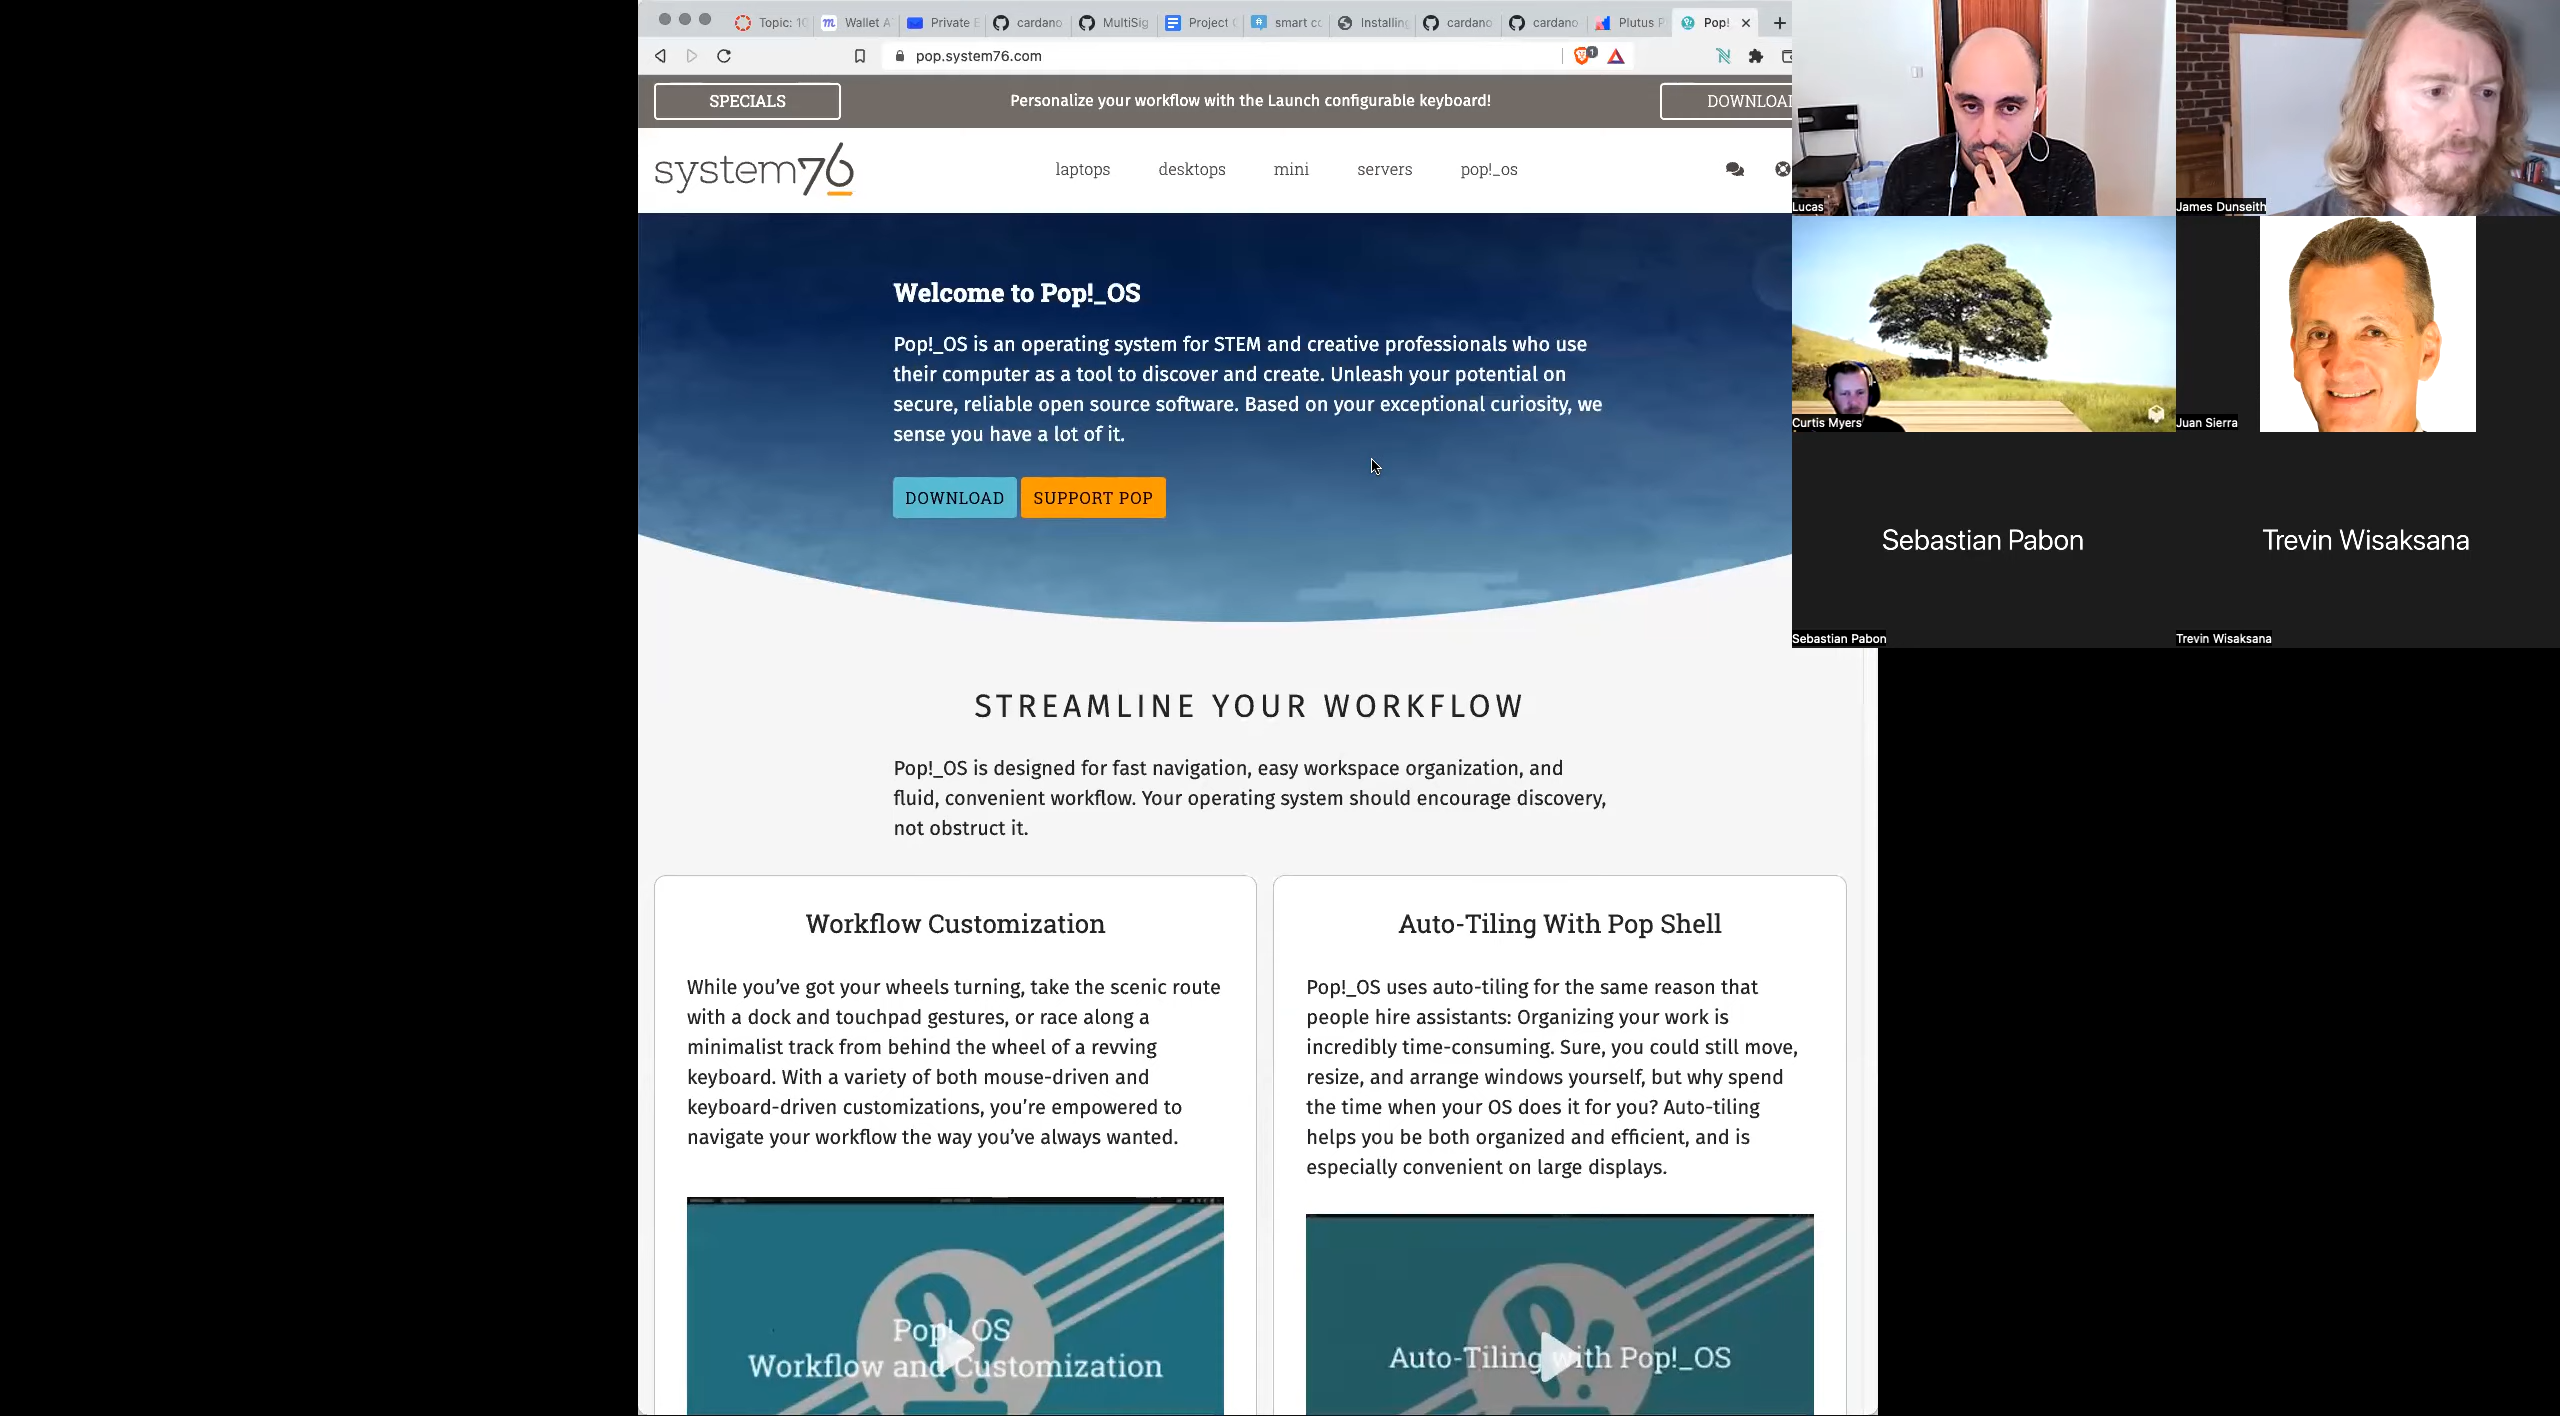 Topic: 10
Wallet A
Private
cardano
MultiSig
Project
smart co
Installing
cardano
cardano
Plutus P
Pop!
pop.system76.com
1
SPECIALS
Personalize your workflow with the Launch configurable keyboard!
DOWNLOA
system76
laptops
desktops
mini
servers
pop!_os
Welcome to Pop!_OS
Pop!_OS is an operating system for STEM and creative professionals who use
their computer as a tool to discover and create. Unleash your potential on
secure, reliable open source software. Based on your exceptional curiosity, we
sense you have a lot of it.
DOWNLOAD
SUPPORT POP
STREAMLINE YOUR WORKFLOW
Pop!_OS is designed for fast navigation, easy workspace organization, and
fluid, convenient workflow. Your operating system should encourage discovery,
not obstruct it.
Workflow Customization
While you've got your wheels turning, take the scenic route
with a dock and touchpad gestures, or race along a
minimalist track from behind the wheel of a revving
keyboard. With a variety of both mouse-driven and
keyboard-driven customizations, you're empowered to
navigate your workflow the way you've always wanted.
Pop!_OS
Workflow and Customization
Auto-Tiling With Pop Shell
Pop!_OS uses auto-tiling for the same reason that
people hire assistants: Organizing your work is
incredibly time-consuming. Sure, you could still move,
resize, and arrange windows yourself, but why spend
the time when your OS does it for you? Auto-tiling
helps you be both organized and efficient, and is
especially convenient on large displays.
Auto-Tiling with Pop!_OS
Lucas
James Dunseith
Curtis Myers
Juan Sierra
Sebastian Pabon
Trevin Wisaksana
Sebastian Pabon
Trevin Wisaksana